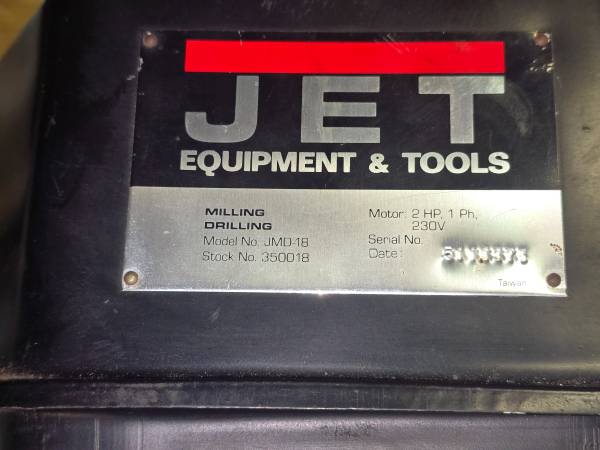 JET
EQUIPMENT & TOOLS
MILLING
DRILLING
Model No. JMD-18
Stock No. 350018
Motor: 2 HP, 1 Ph,
230V
Serial No.
Date:
Taiwan